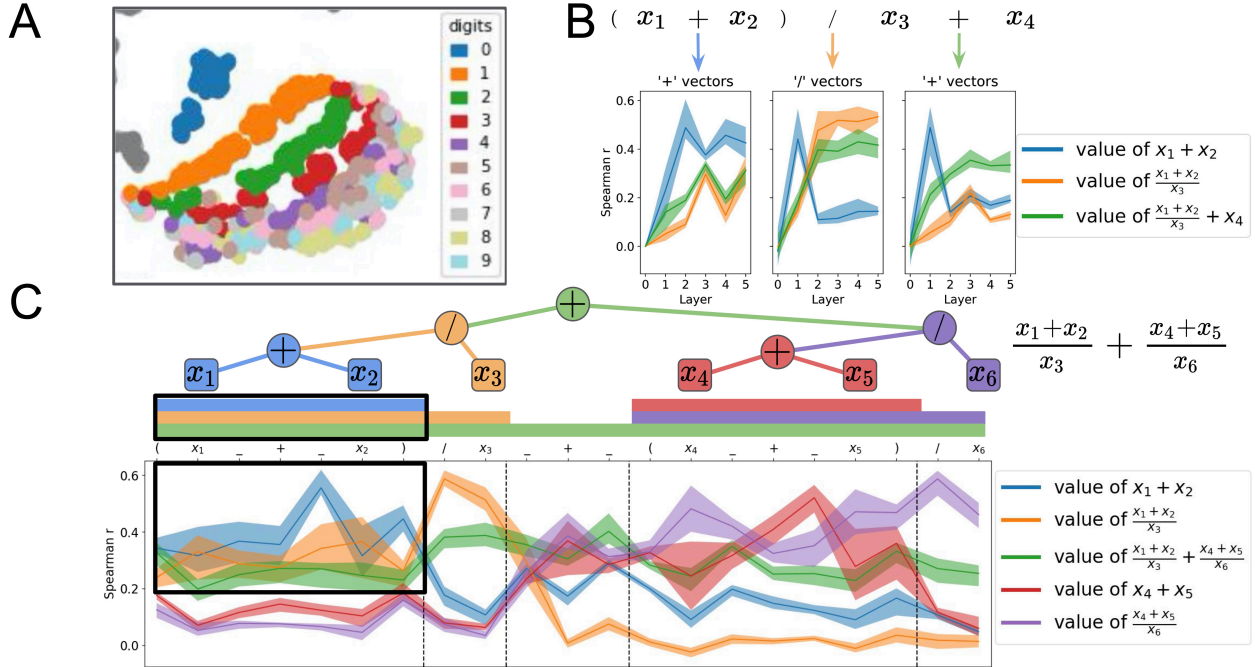 A
digits
0
1
2
3
4
5
6
7
8
9
B
( x₁ + x₂ ) / x₃ + x₄
'+' vectors
'/' vectors
'+' vectors
Spearman r
0.6
0.4
0.2
0.0
0 1 2 3 4 5
0 1 2 3 4 5
0 1 2 3 4 5
Layer
Layer
Layer
value of x₁ + x₂
value of (x₁ + x₂)/x₃
value of (x₁ + x₂)/x₃ + x₄
C
+
/
+
/
+
x₁
x₂
x₃
x₄
x₅
x₆
(x₁+x₂)/x₃ + (x₄+x₅)/x₆
( x₁ _ + _ x₂ ) / x₃ _ + _ ( x₄ _ + _ x₅ ) / x₆
Spearman r
0.6
0.4
0.2
0.0
value of x₁ + x₂
value of (x₁ + x₂)/x₃
value of (x₁ + x₂)/x₃ + (x₄ + x₅)/x₆
value of x₄ + x₅
value of (x₄ + x₅)/x₆